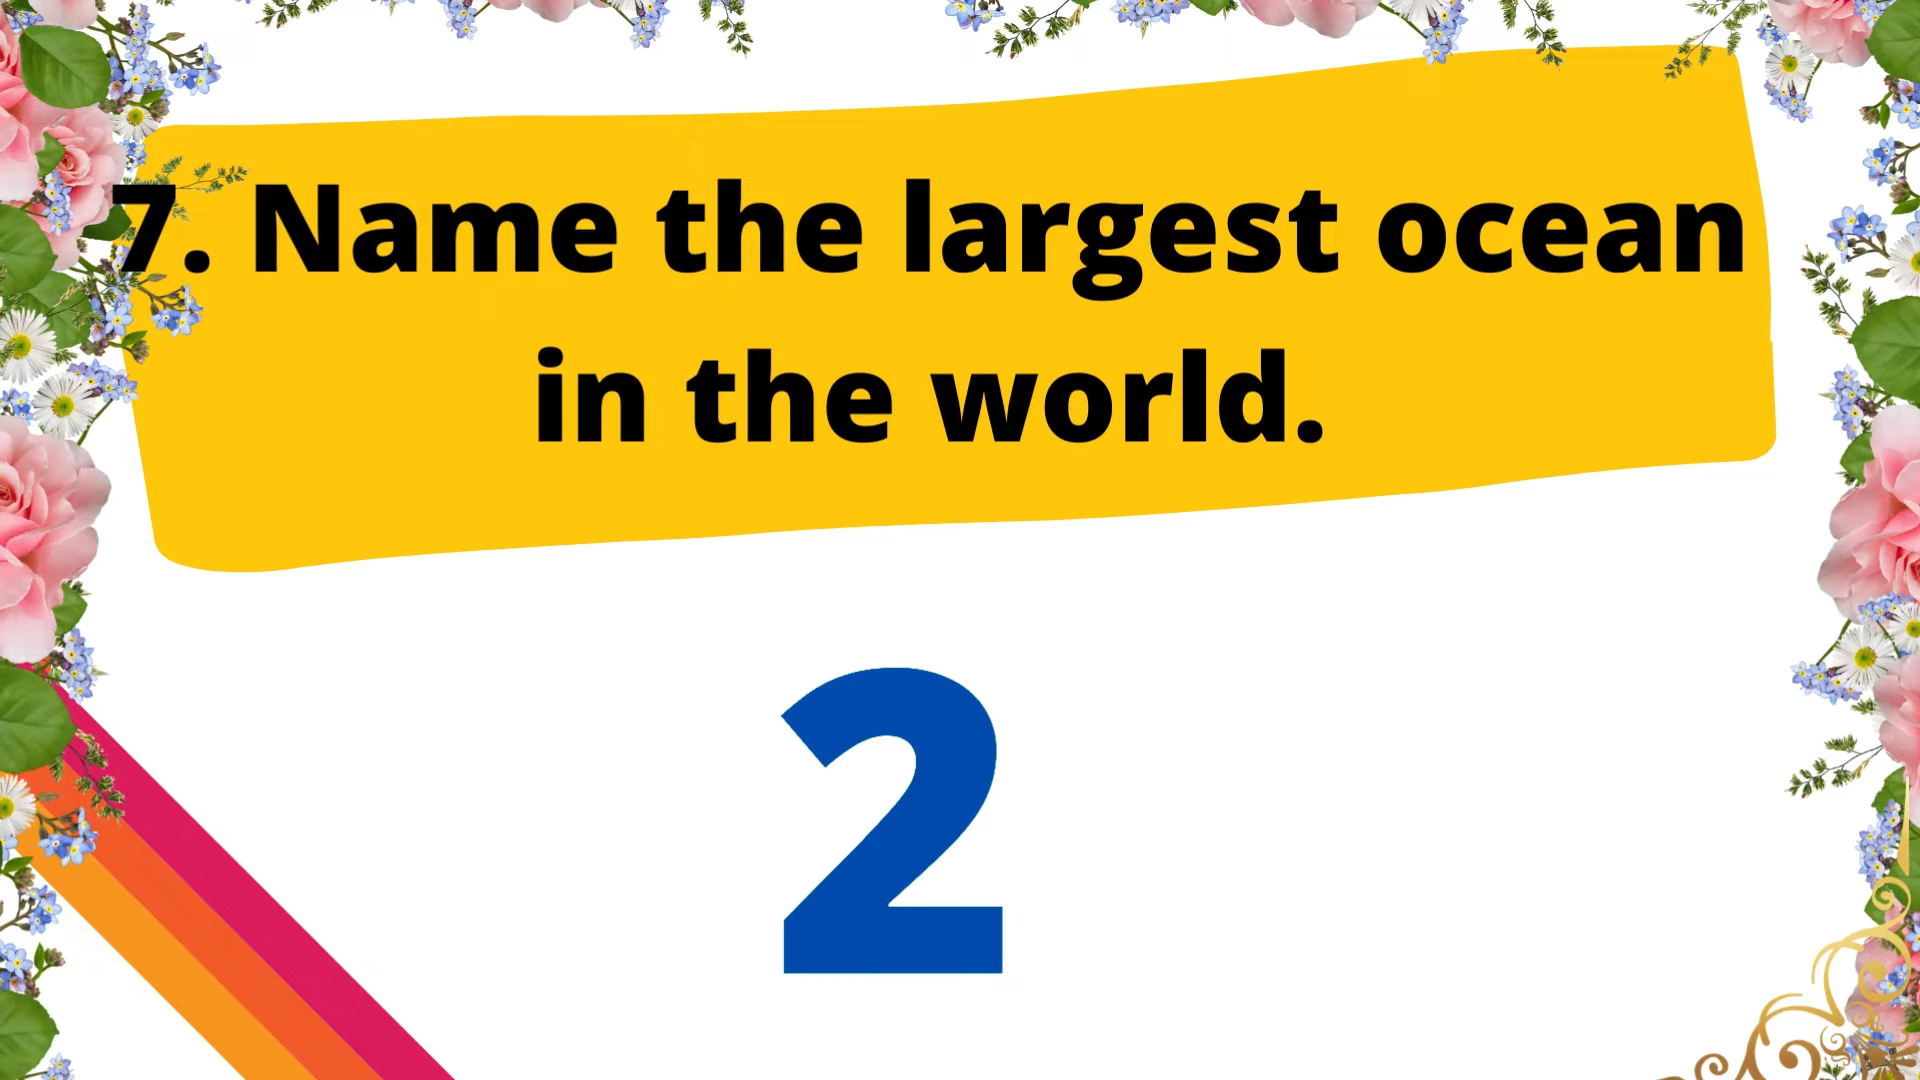 7. Name the largest ocean
in the world.
2